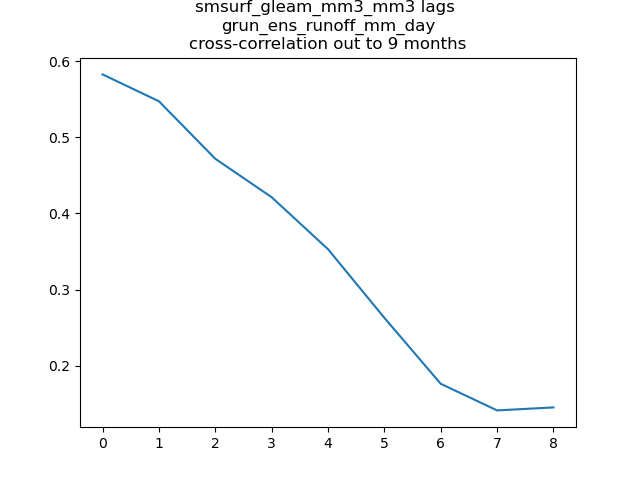 smsurf_gleam_mm3_mm3 lags
grun_ens_runoff_mm_day
cross-correlation out to 9 months
0.6
0.5
0.4
0.3
0.2
0 1 2 3 4 5 6 7 8